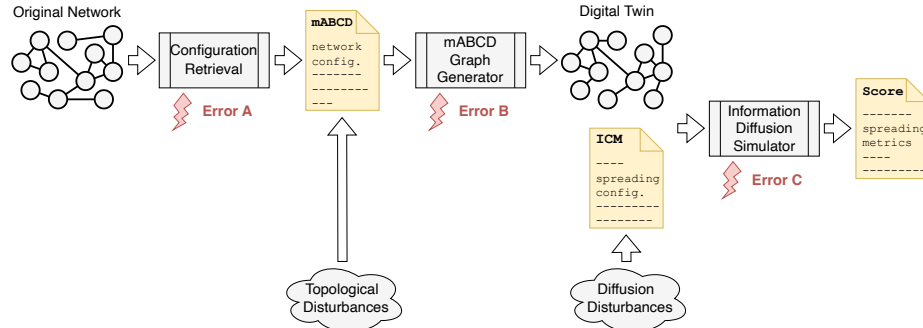 Original Network
Configuration
Retrieval
Error A
mABCD
network
config.
-------
---------
---
mABCD
Graph
Generator
Error B
Digital Twin
ICM
----
spreading
config.
---------
--------
Information
Diffusion
Simulator
Error C
Score
-------
spreading
metrics
----
---------
Topological
Disturbances
Diffusion
Disturbances